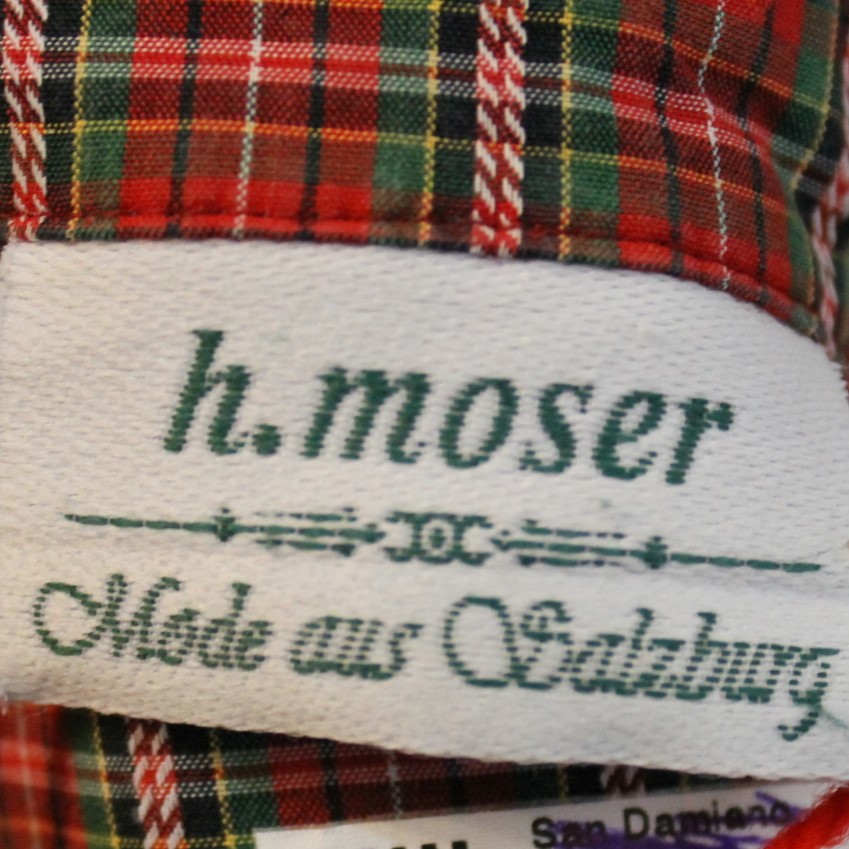 h.moser
Mode aus Salzburg
San Damiano